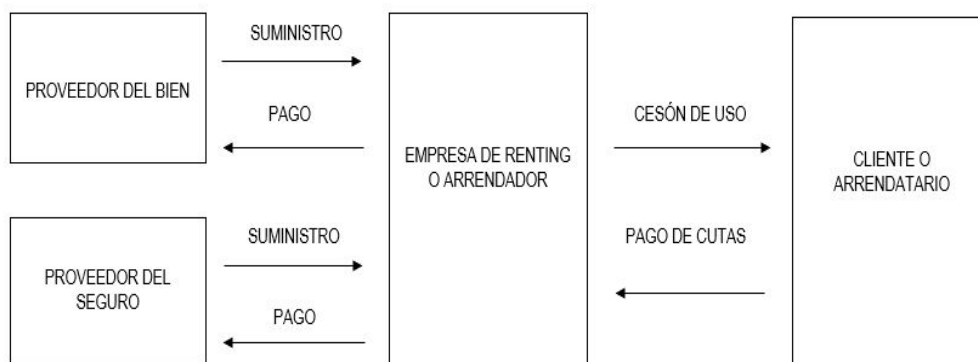 SUMINISTRO
PROVEEDOR DEL BIEN
PAGO
SUMINISTRO
PROVEEDOR DEL
SEGURO
PAGO
EMPRESA DE RENTING
O ARRENDADOR
CESÓN DE USO
PAGO DE CUTAS
CLIENTE O
ARRENDATARIO